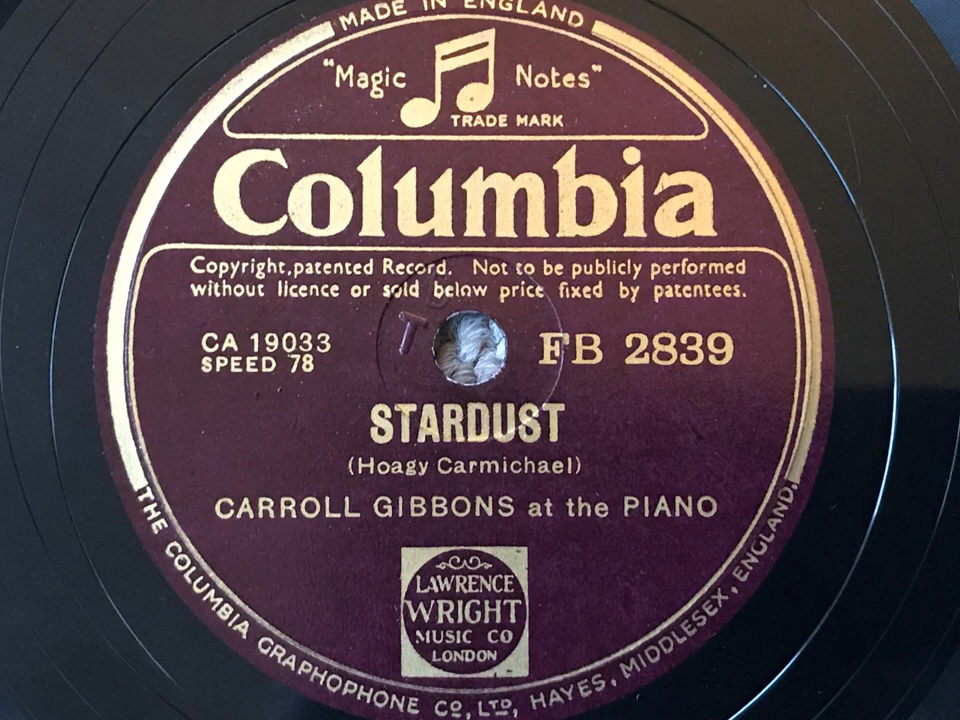 MADE IN ENGLAND
"Magic Notes"
TRADE MARK
Columbia
Copyright, patented Record. Not to be publicly performed
without licence or sold below price fixed by patentees.
CA 19033
SPEED 78
FB 2839
T
STARDUST
(Hoagy Carmichael)
CARROLL GIBBONS at the PIANO
LAWRENCE
WRIGHT
MUSIC CO
LONDON
THE COLUMBIA GRAPHOPHONE CO., LTD, HAYES, MIDDLESEX, ENGLAND.